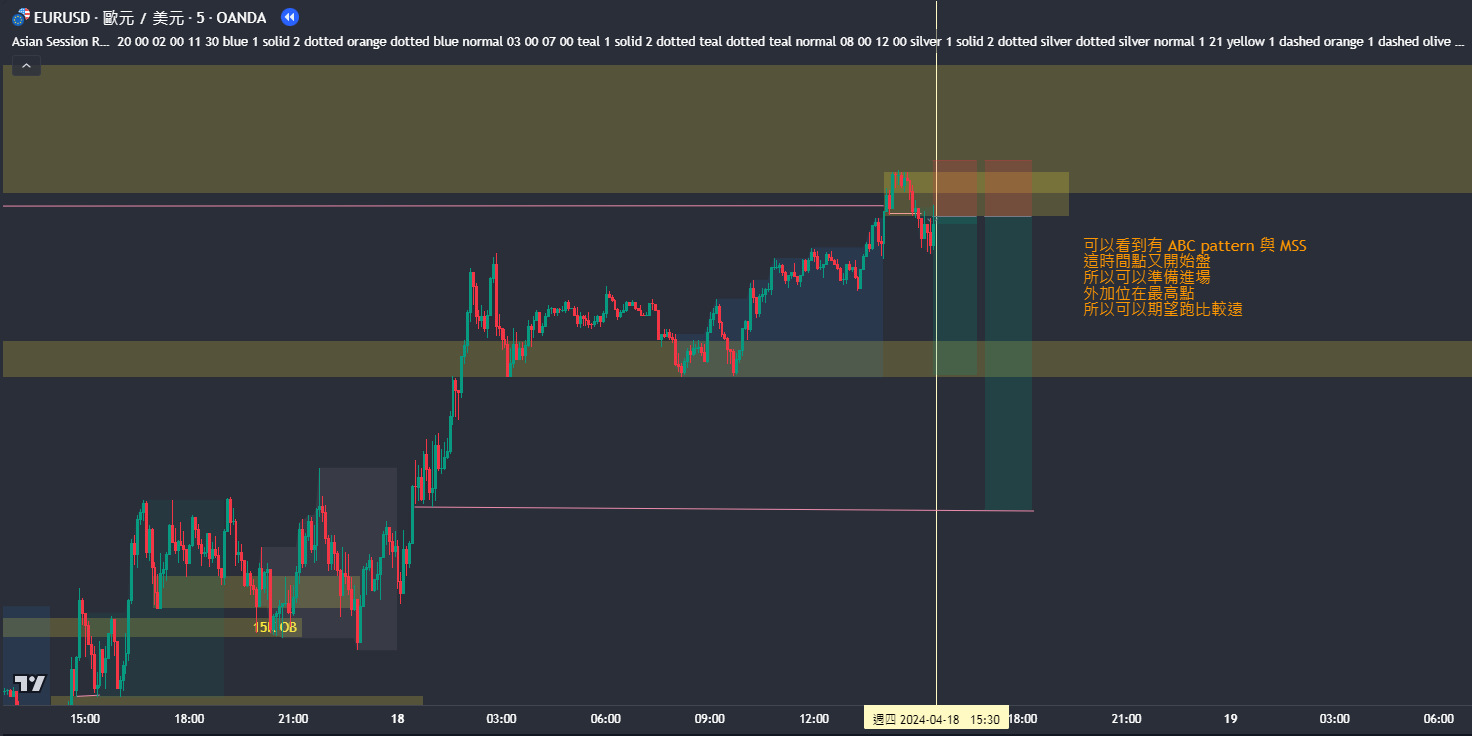 EURUSD · 歐元 / 美元 · 5 · OANDA
Asian Session R... 20 00 02 00 11 30 blue 1 solid 2 dotted orange dotted blue normal 03 00 07 00 teal 1 solid 2 dotted teal dotted teal normal 08 00 12 00 silver 1 solid 2 dotted silver dotted silver normal 1 21 yellow 1 dashed orange 1 dashed olive ...
可以看到有 ABC pattern 與 MSS
這時間點又開始盤
所以可以準備進場
外加位在最高點
所以可以期望跑比較遠
OB
15:00 18:00 21:00 18 03:00 06:00 09:00 12:00 週四 2024-04-18 15:30 18:00 21:00 19 03:00 06:00